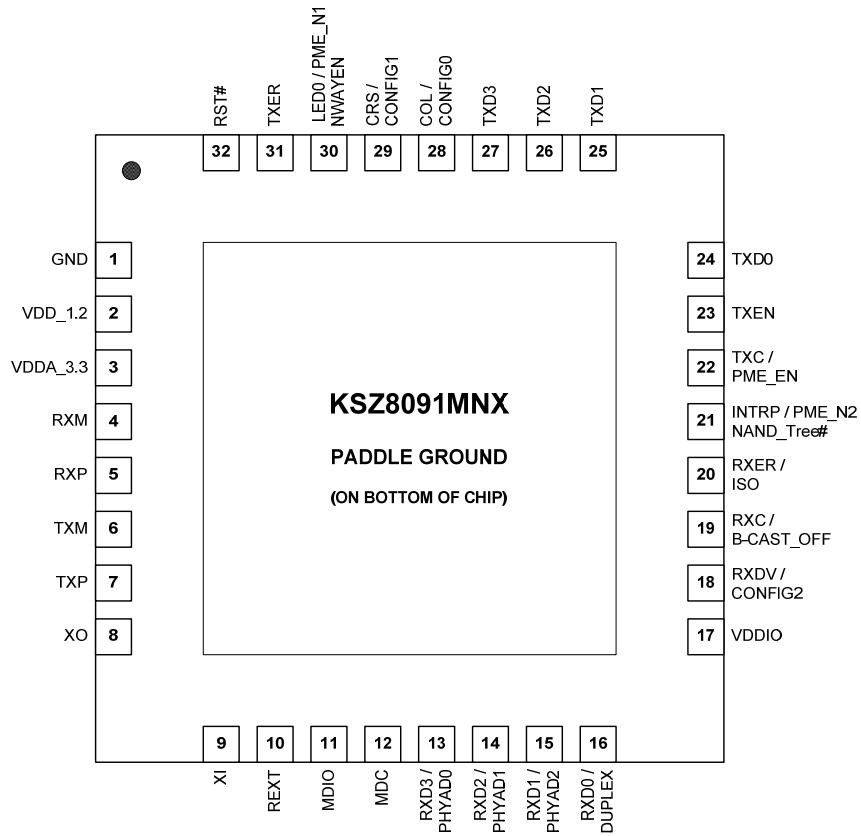 RST#
TXER
LED0 / PME_N1
NWAYEN
CRS /
CONFIG1
COL /
CONFIG0
TXD3
TXD2
TXD1
32
31
30
29
28
27
26
25
GND 1
VDD_1.2 2
VDDA_3.3 3
RXM 4
RXP 5
TXM 6
TXP 7
XO 8
KSZ8091MNX
PADDLE GROUND
(ON BOTTOM OF CHIP)
24 TXD0
23 TXEN
22 TXC /
PME_EN
21 INTRP / PME_N2
NAND_Tree#
20 RXER /
ISO
19 RXC /
B-CAST_OFF
18 RXDV /
CONFIG2
17 VDDIO
9
10
11
12
13
14
15
16
XI
REXT
MDIO
MDC
RXD3 /
PHYAD0
RXD2 /
PHYAD1
RXD1 /
PHYAD2
RXD0 /
DUPLEX